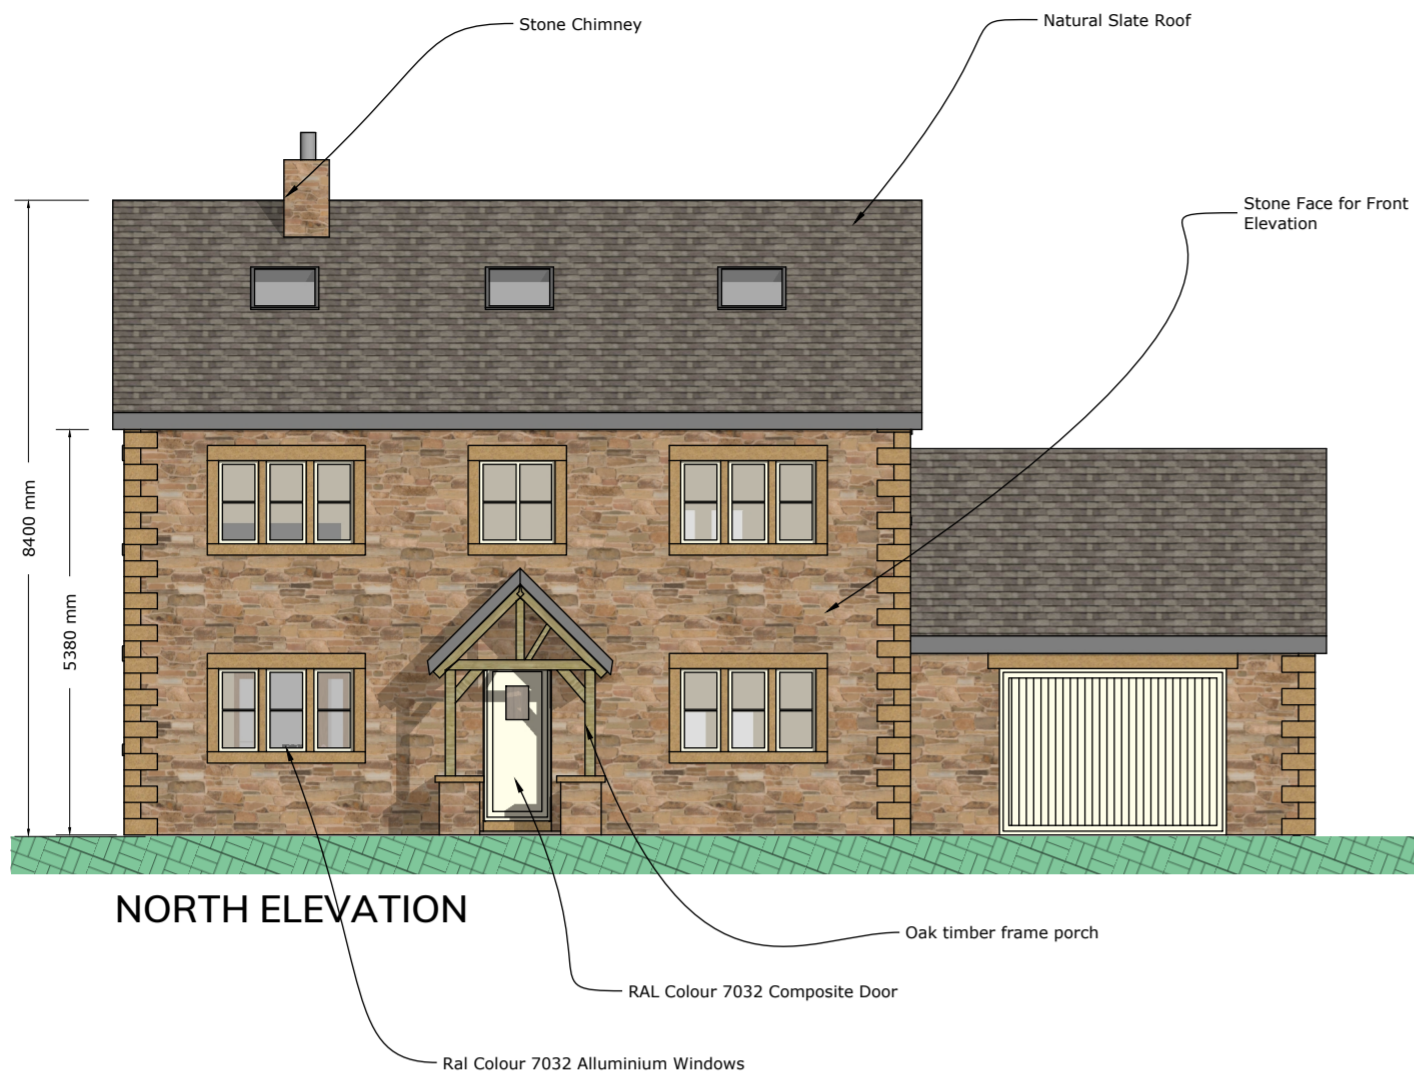 Stone Chimney
Natural Slate Roof
Stone Face for Front
Elevation
8400 mm
5380 mm
NORTH ELEVATION
Oak timber frame porch
RAL Colour 7032 Composite Door
Ral Colour 7032 Alluminium Windows